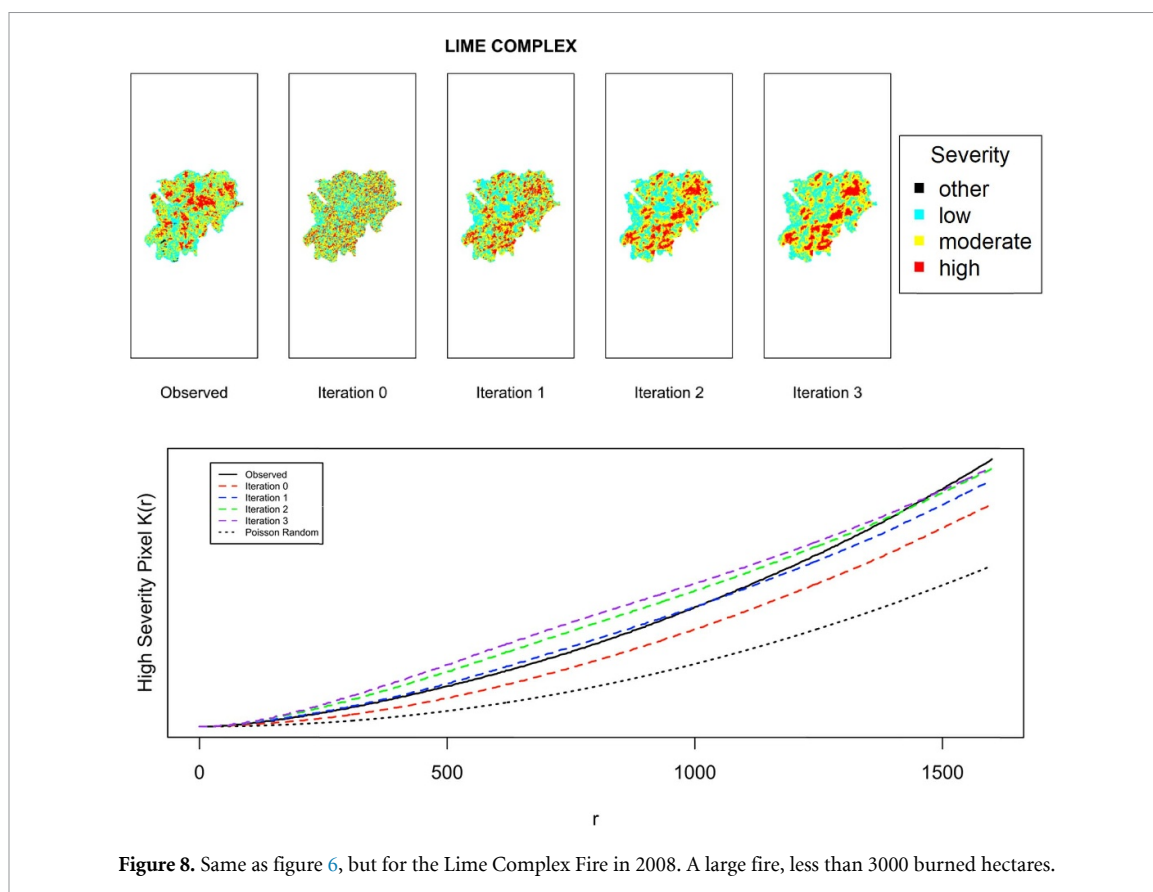 LIME COMPLEX
Observed
Iteration 0
Iteration 1
Iteration 2
Iteration 3
Severity
other
low
moderate
high
High Severity Pixel K(r)
Observed
Iteration 0
Iteration 1
Iteration 2
Iteration 3
Poisson Random
0
500
1000
1500
r
Figure 8. Same as figure 6, but for the Lime Complex Fire in 2008. A large fire, less than 3000 burned hectares.